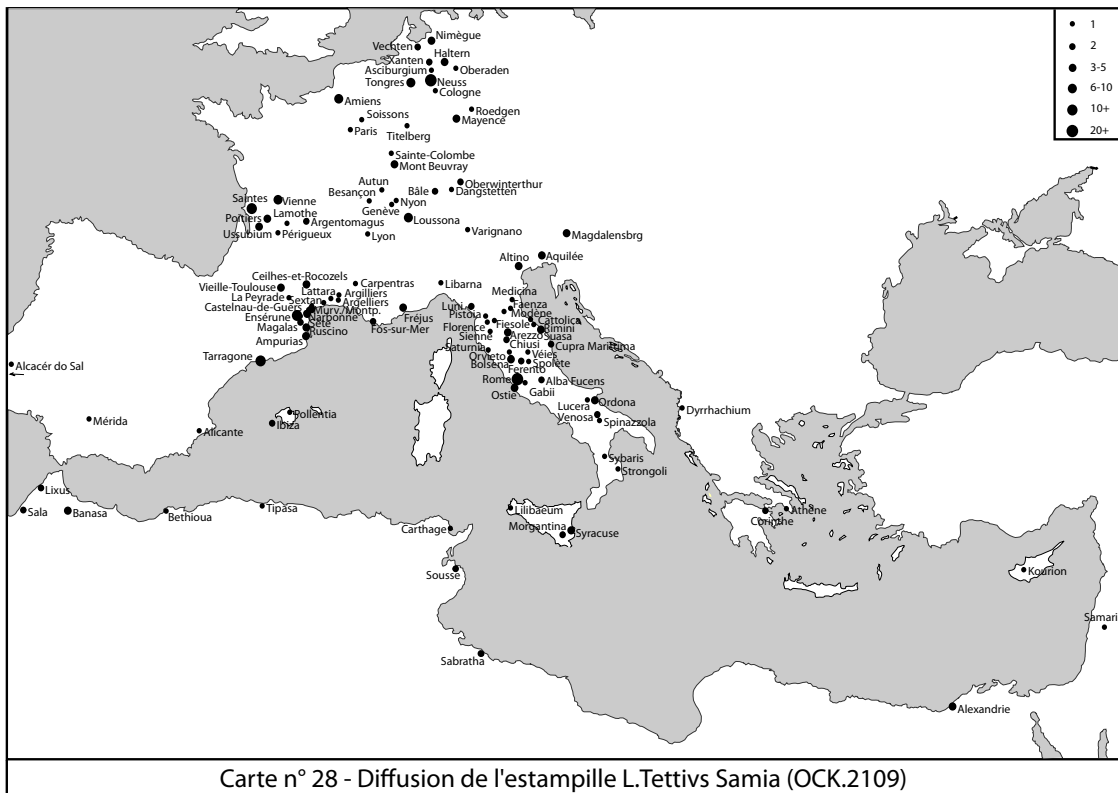 Nimègue
1
Vechten
2
Haltern
Xanten
3-5
Asciburgium
Oberaden
6-10
Tongres
Neuss
Cologne
10+
Amiens
20+
Roedgen
Soissons
Mayence
Paris
Titelberg
Sainte-Colombe
Mont Beuvray
Autun
Oberwinterthur
Besançon
Bâle
Dangstetten
Saintes
Vienne
Genève
Nyon
Poitiers
Lamothe
Argentomagus
Loussona
Ussubium
Périgueux
Lyon
Varignano
Magdalensbrg
Altino
Aquilée
Ceilhes-et-Rocozels
Vieille-Toulouse
Carpentras
Libarna
La Peyrade
Lattara
Argilliers
Medicina
Sextan
Argelliers
Castelnau-de-Guers
Murv./Montp.
Fréjus
Luni
Faenza
Ensérune
Narbonne
Pistoia
Modène
Magalas
Sète
Fos-sur-Mer
Florence
Fiesole
Cattolica
Ruscino
Rimini
Sienne
Arezzo
Suasa
Ampurias
Saturnia
Chiusi
Cupra Marittima
Tarragone
Orvieto
Véies
Bolsena
Spolète
Ferento
Alcacér do Sal
Rome
Alba Fucens
Ostie
Gabii
Lucera
Ordona
Pollentia
Dyrrhachium
Mérida
Ibiza
Venosa
Spinazzola
Alicante
Sybaris
Strongoli
Lixus
Sala
Banasa
Bethioua
Tipasa
Lilibaeum
Athène
Corinthe
Carthage
Morgantina
Syracuse
Sousse
Kourion
Samari
Sabratha
Alexandrie
Carte n° 28 - Diffusion de l'estampille L.Tettivs Samia (OCK.2109)